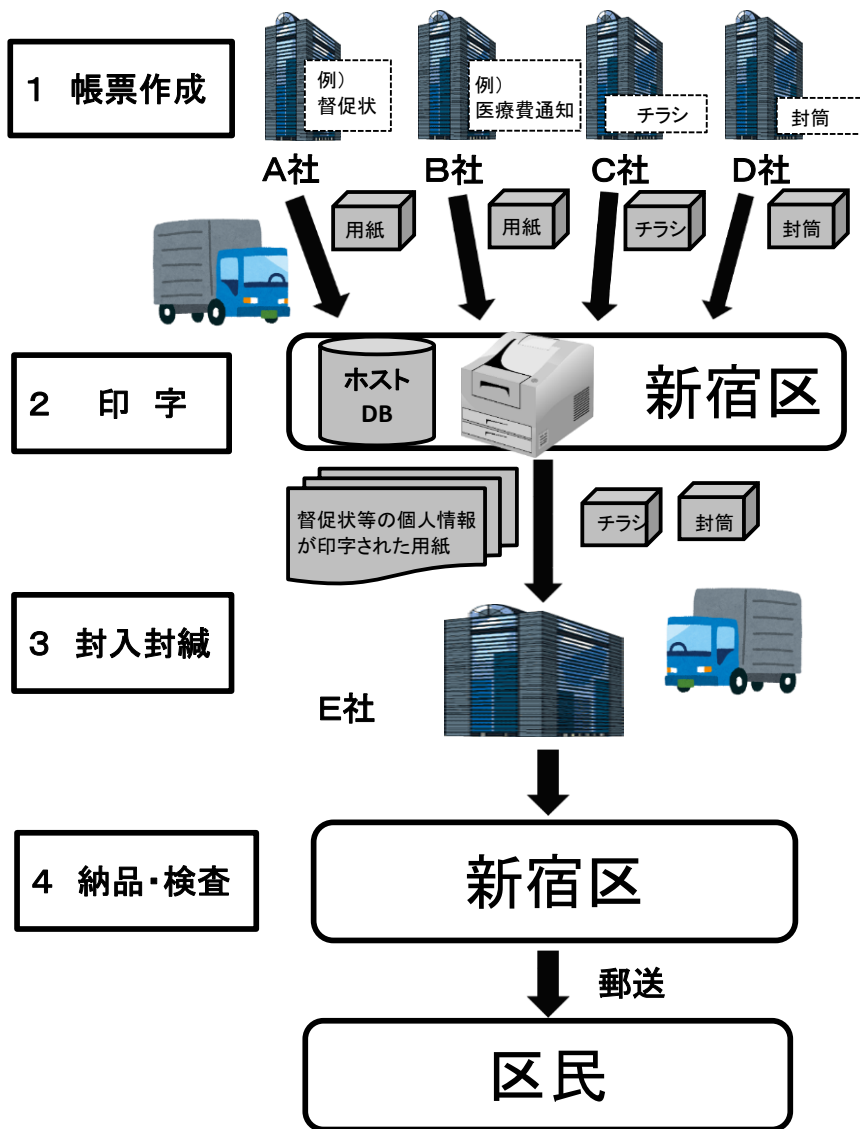 1 帳票作成
例)
督促状
例)
医療費通知
チラシ
封筒
A社
B社
C社
D社
用紙
用紙
チラシ
封筒
2 印 字
ホスト
DB
新宿区
督促状等の個人情報
が印字された用紙
チラシ
封筒
3 封入封緘
E社
4 納品・検査
新宿区
郵送
区民